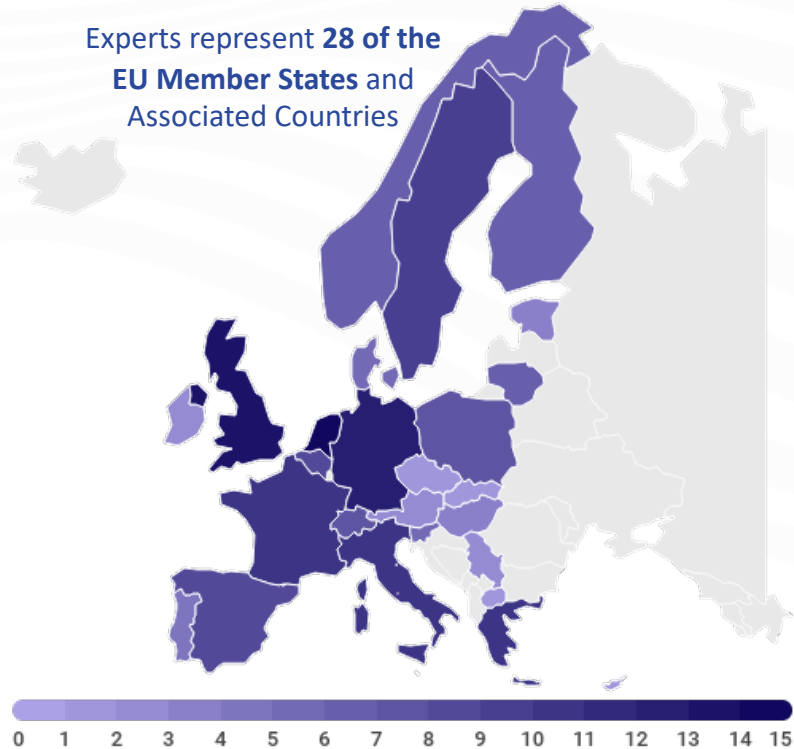 Experts represent 28 of the
EU Member States and
Associated Countries
0 1 2 3 4 5 6 7 8 9 10 11 12 13 14 15